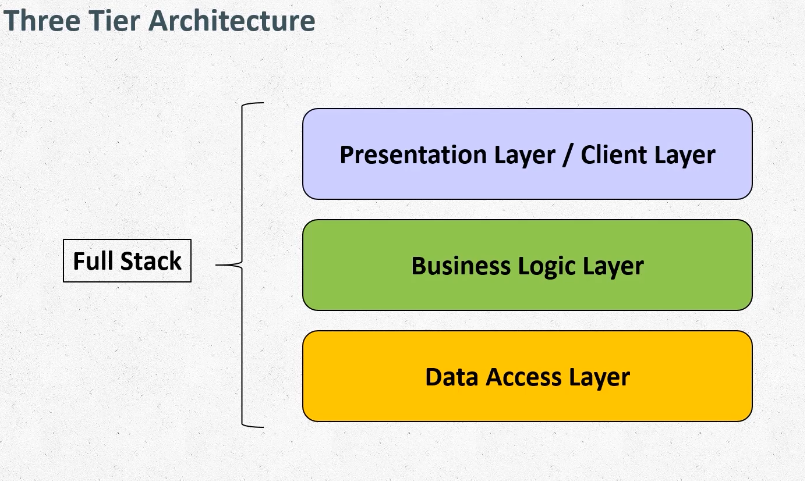 Three Tier Architecture
Presentation Layer / Client Layer
Full Stack
Business Logic Layer
Data Access Layer